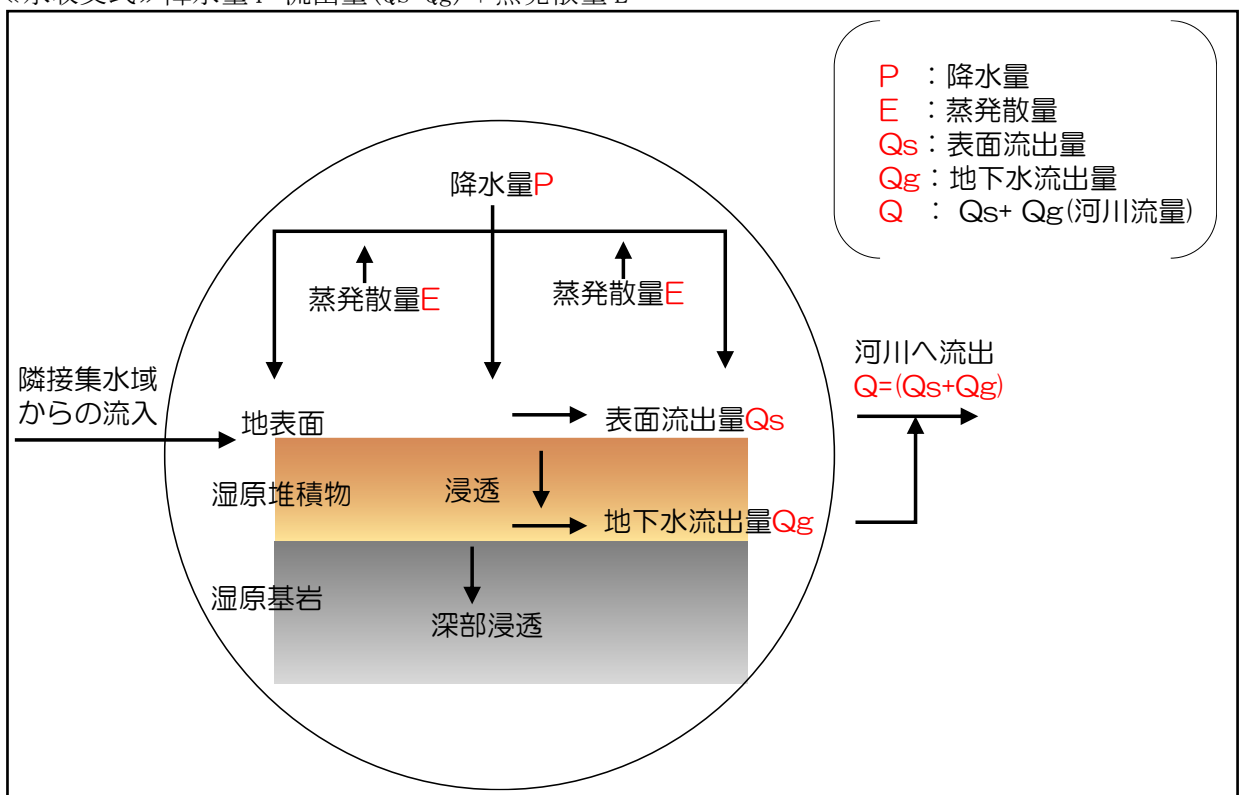 P ：降水量
E ：蒸発散量
Qs：表面流出量
Qg：地下水流出量
Q ： Qs+ Qg(河川流量)
降水量P
蒸発散量E
蒸発散量E
隣接集水域
からの流入
河川へ流出
Q=(Qs+Qg)
地表面
表面流出量Qs
湿原堆積物
浸透
地下水流出量Qg
湿原基岩
深部浸透